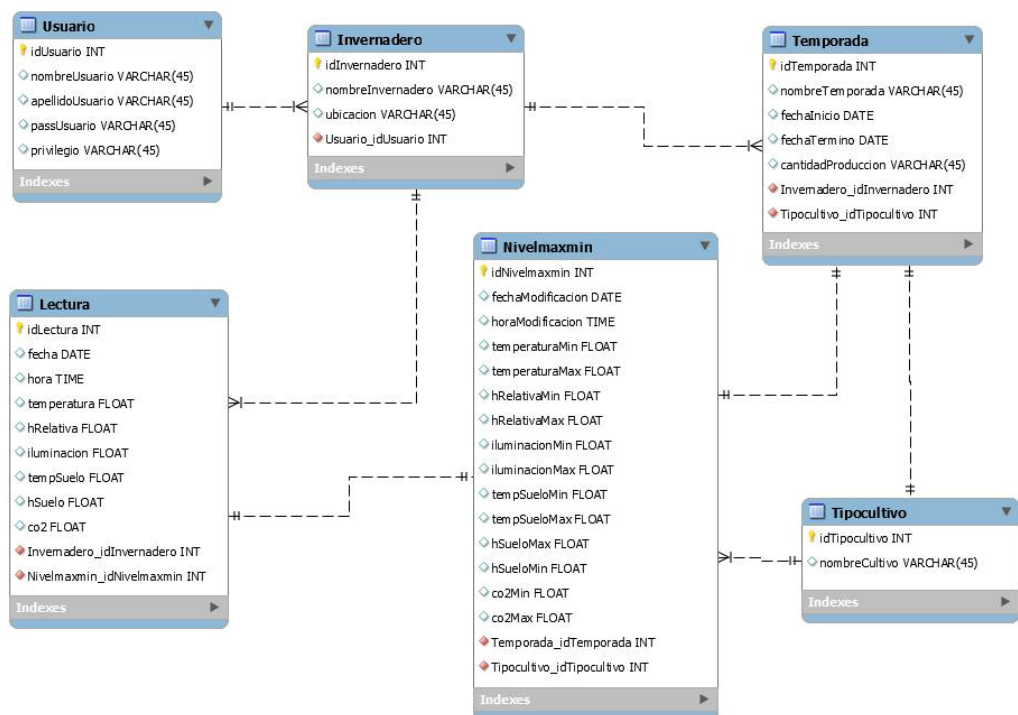 Usuario
idUsuario INT
nombreUsuario VARCHAR(45)
apellidoUsuario VARCHAR(45)
passUsuario VARCHAR(45)
privilegio VARCHAR(45)
Indexes
Invernadero
idInvernadero INT
nombreInvernadero VARCHAR(45)
ubicacion VARCHAR(45)
Usuario_idUsuario INT
Indexes
Temporada
idTemporada INT
nombreTemporada VARCHAR(45)
fechaInicio DATE
fechaTermino DATE
cantidadProduccion VARCHAR(45)
Invernadero_idInvernadero INT
Tipocultivo_idTipocultivo INT
Indexes
Lectura
idLectura INT
fecha DATE
hora TIME
temperatura FLOAT
hRelativa FLOAT
iluminacion FLOAT
tempSuelo FLOAT
hSuelo FLOAT
co2 FLOAT
Invernadero_idInvernadero INT
Nivelmaxmin_idNivelmaxmin INT
Indexes
Nivelmaxmin
idNivelmaxmin INT
fechaModificacion DATE
horaModificacion TIME
temperaturaMin FLOAT
temperaturaMax FLOAT
hRelativaMin FLOAT
hRelativaMax FLOAT
iluminacionMin FLOAT
iluminacionMax FLOAT
tempSueloMin FLOAT
tempSueloMax FLOAT
hSueloMax FLOAT
hSueloMin FLOAT
co2Min FLOAT
co2Max FLOAT
Temporada_idTemporada INT
Tipocultivo_idTipocultivo INT
Indexes
Tipocultivo
idTipocultivo INT
nombreCultivo VARCHAR(45)
Indexes